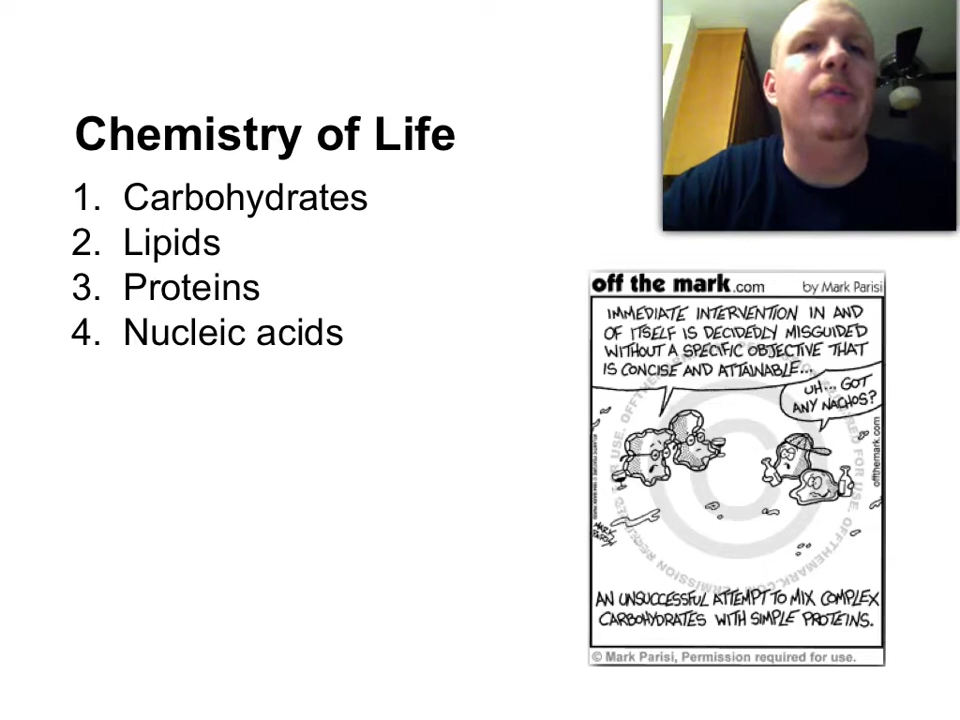 Chemistry of Life
1. Carbohydrates
2. Lipids
3. Proteins
4. Nucleic acids
off the mark.com by Mark Parisi
IMMEDIATE INTERVENTION IN AND
OF ITSELF IS DECIDEDLY MISGUIDED
WITHOUT A SPECIFIC OBJECTIVE THAT
IS CONCISE AND ATTAINABLE...
UH... GOT
ANY NACHOS?
offthemark.com
MARK
PARISI
AN UNSUCCESSFUL ATTEMPT TO MIX COMPLEX
CARBOHYDRATES WITH SIMPLE PROTEINS.
© Mark Parisi, Permission required for use.